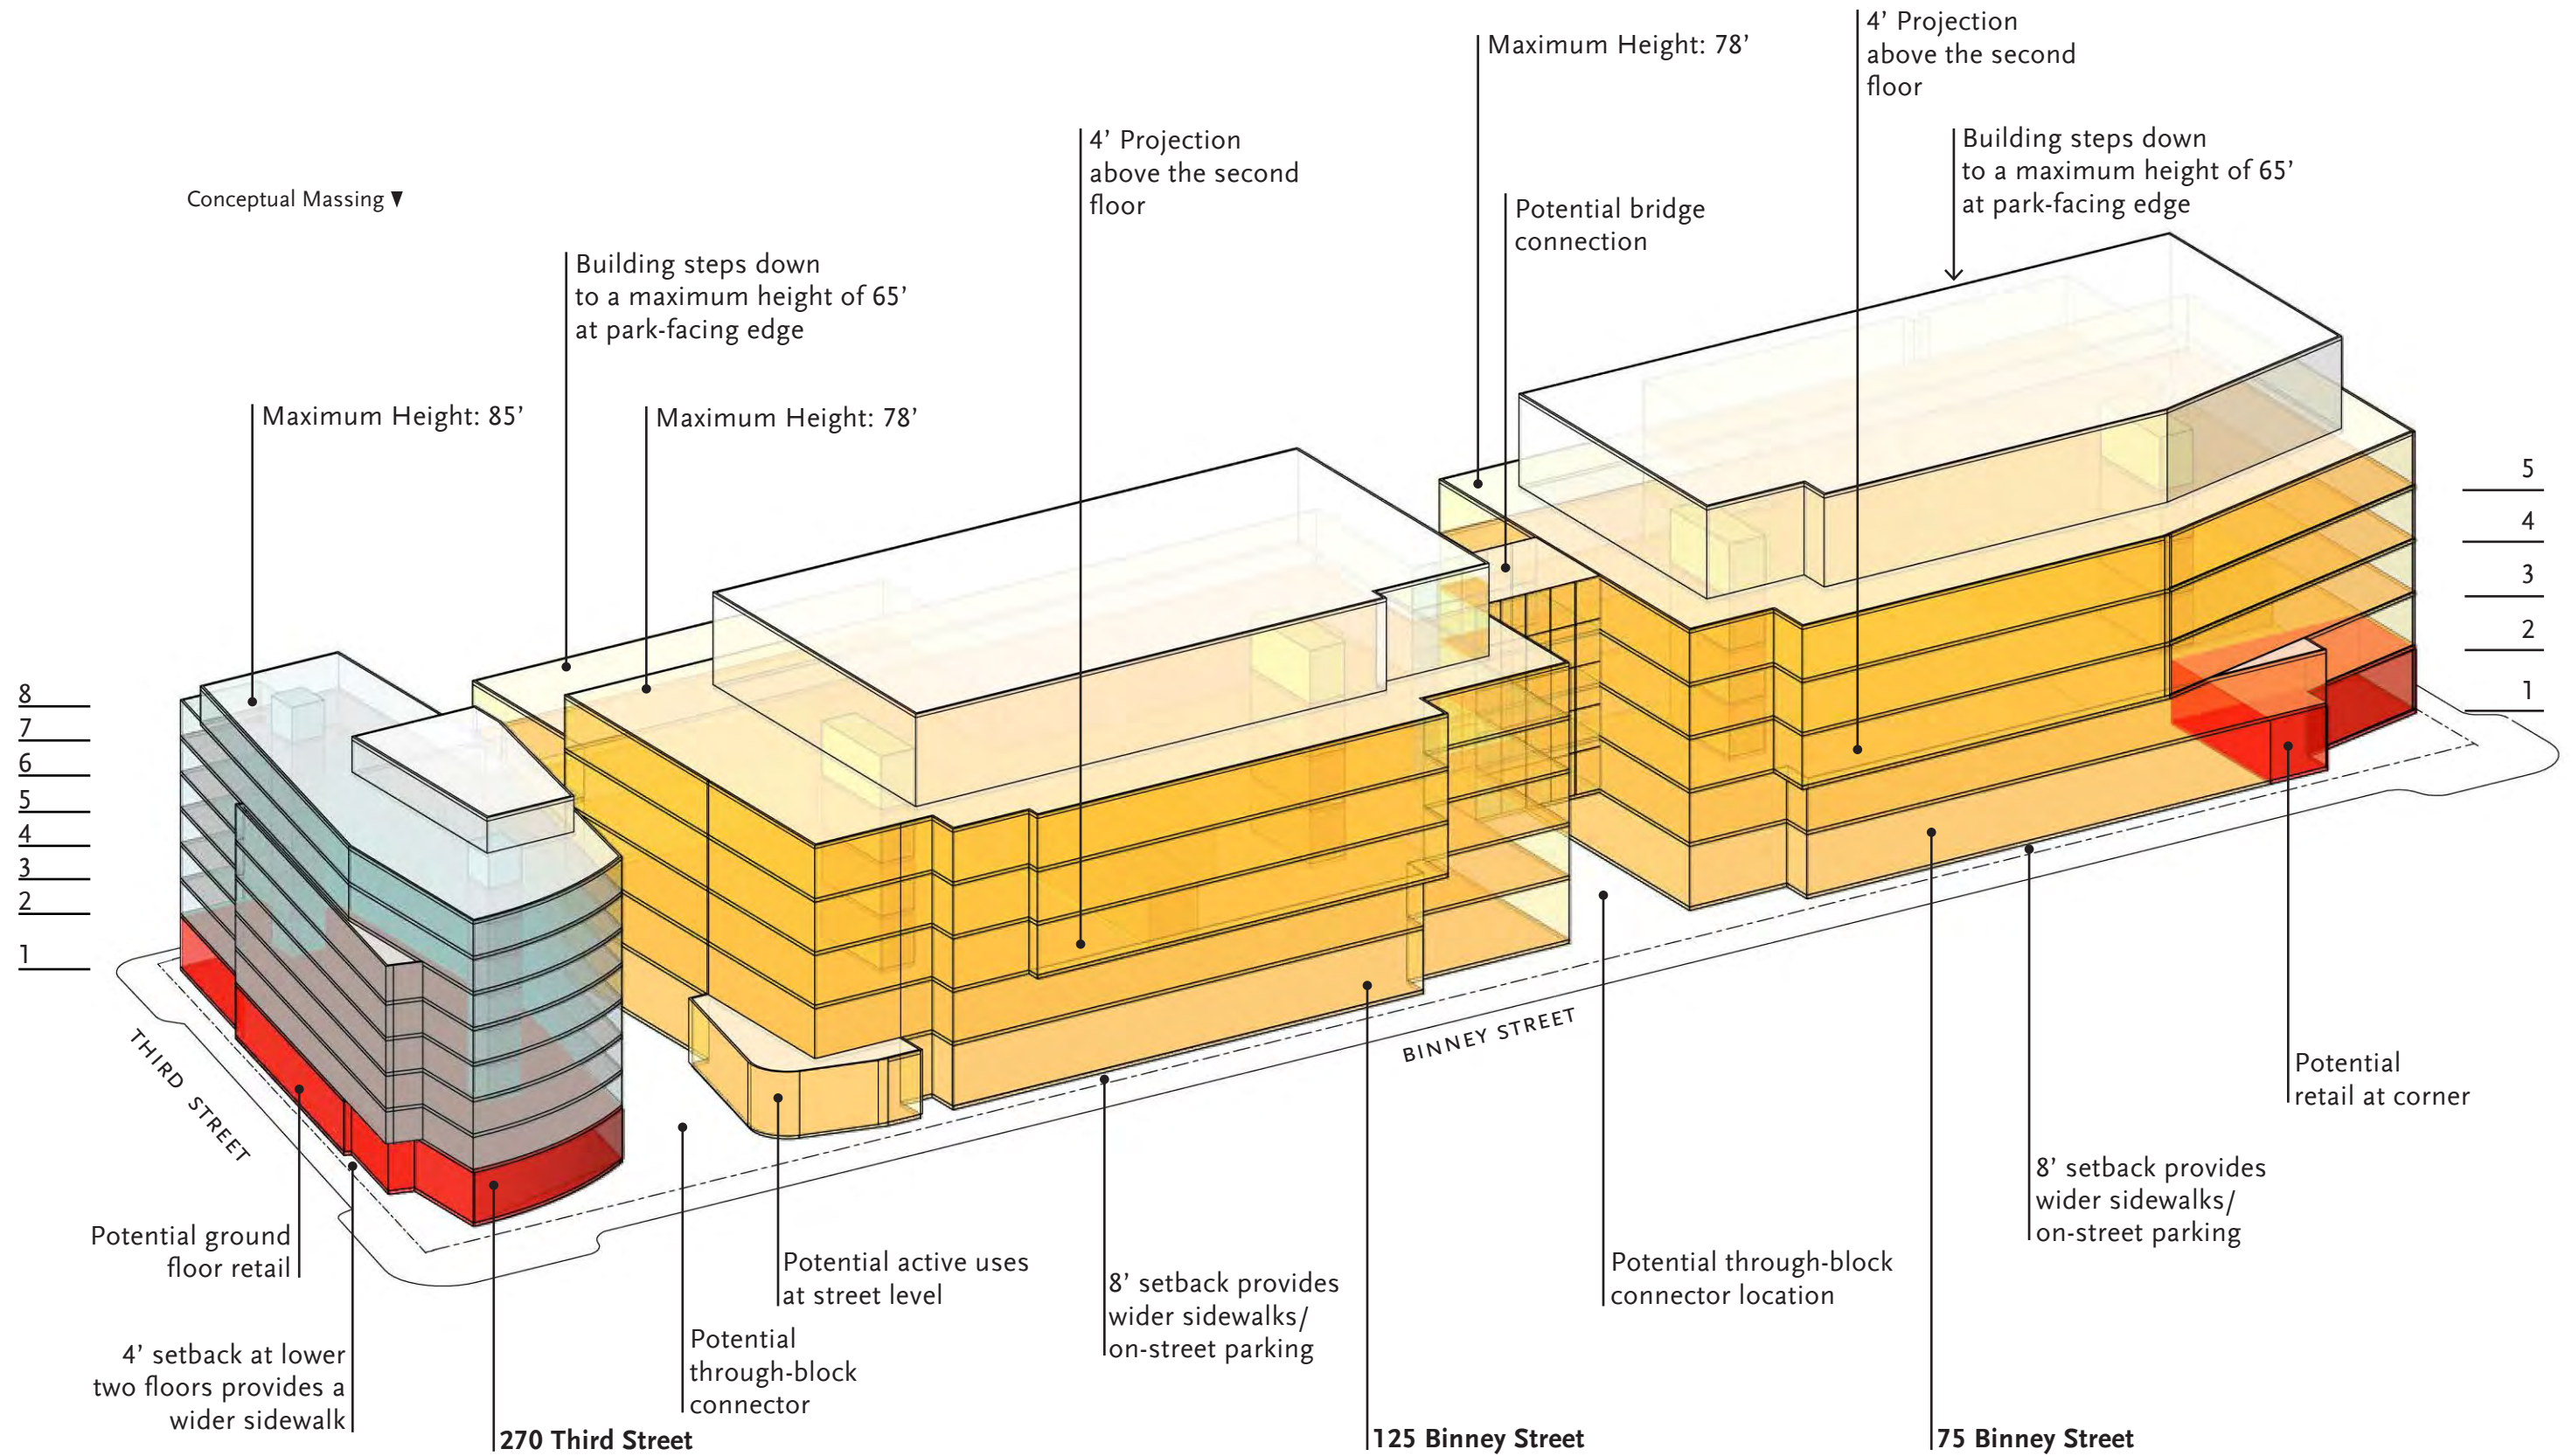 Conceptual Massing ▼
Maximum Height: 85’
Building steps down
to a maximum height of 65’
at park-facing edge
Maximum Height: 78’
4’ Projection
above the second
floor
Maximum Height: 78’
Potential bridge
connection
4’ Projection
above the second
floor
Building steps down
to a maximum height of 65’
at park-facing edge
8
7
6
5
4
3
2
1
5
4
3
2
1
THIRD STREET
BINNEY STREET
Potential ground
floor retail
4’ setback at lower
two floors provides a
wider sidewalk
270 Third Street
Potential
through-block
connector
Potential active uses
at street level
8’ setback provides
wider sidewalks/
on-street parking
125 Binney Street
Potential through-block
connector location
75 Binney Street
8’ setback provides
wider sidewalks/
on-street parking
Potential
retail at corner